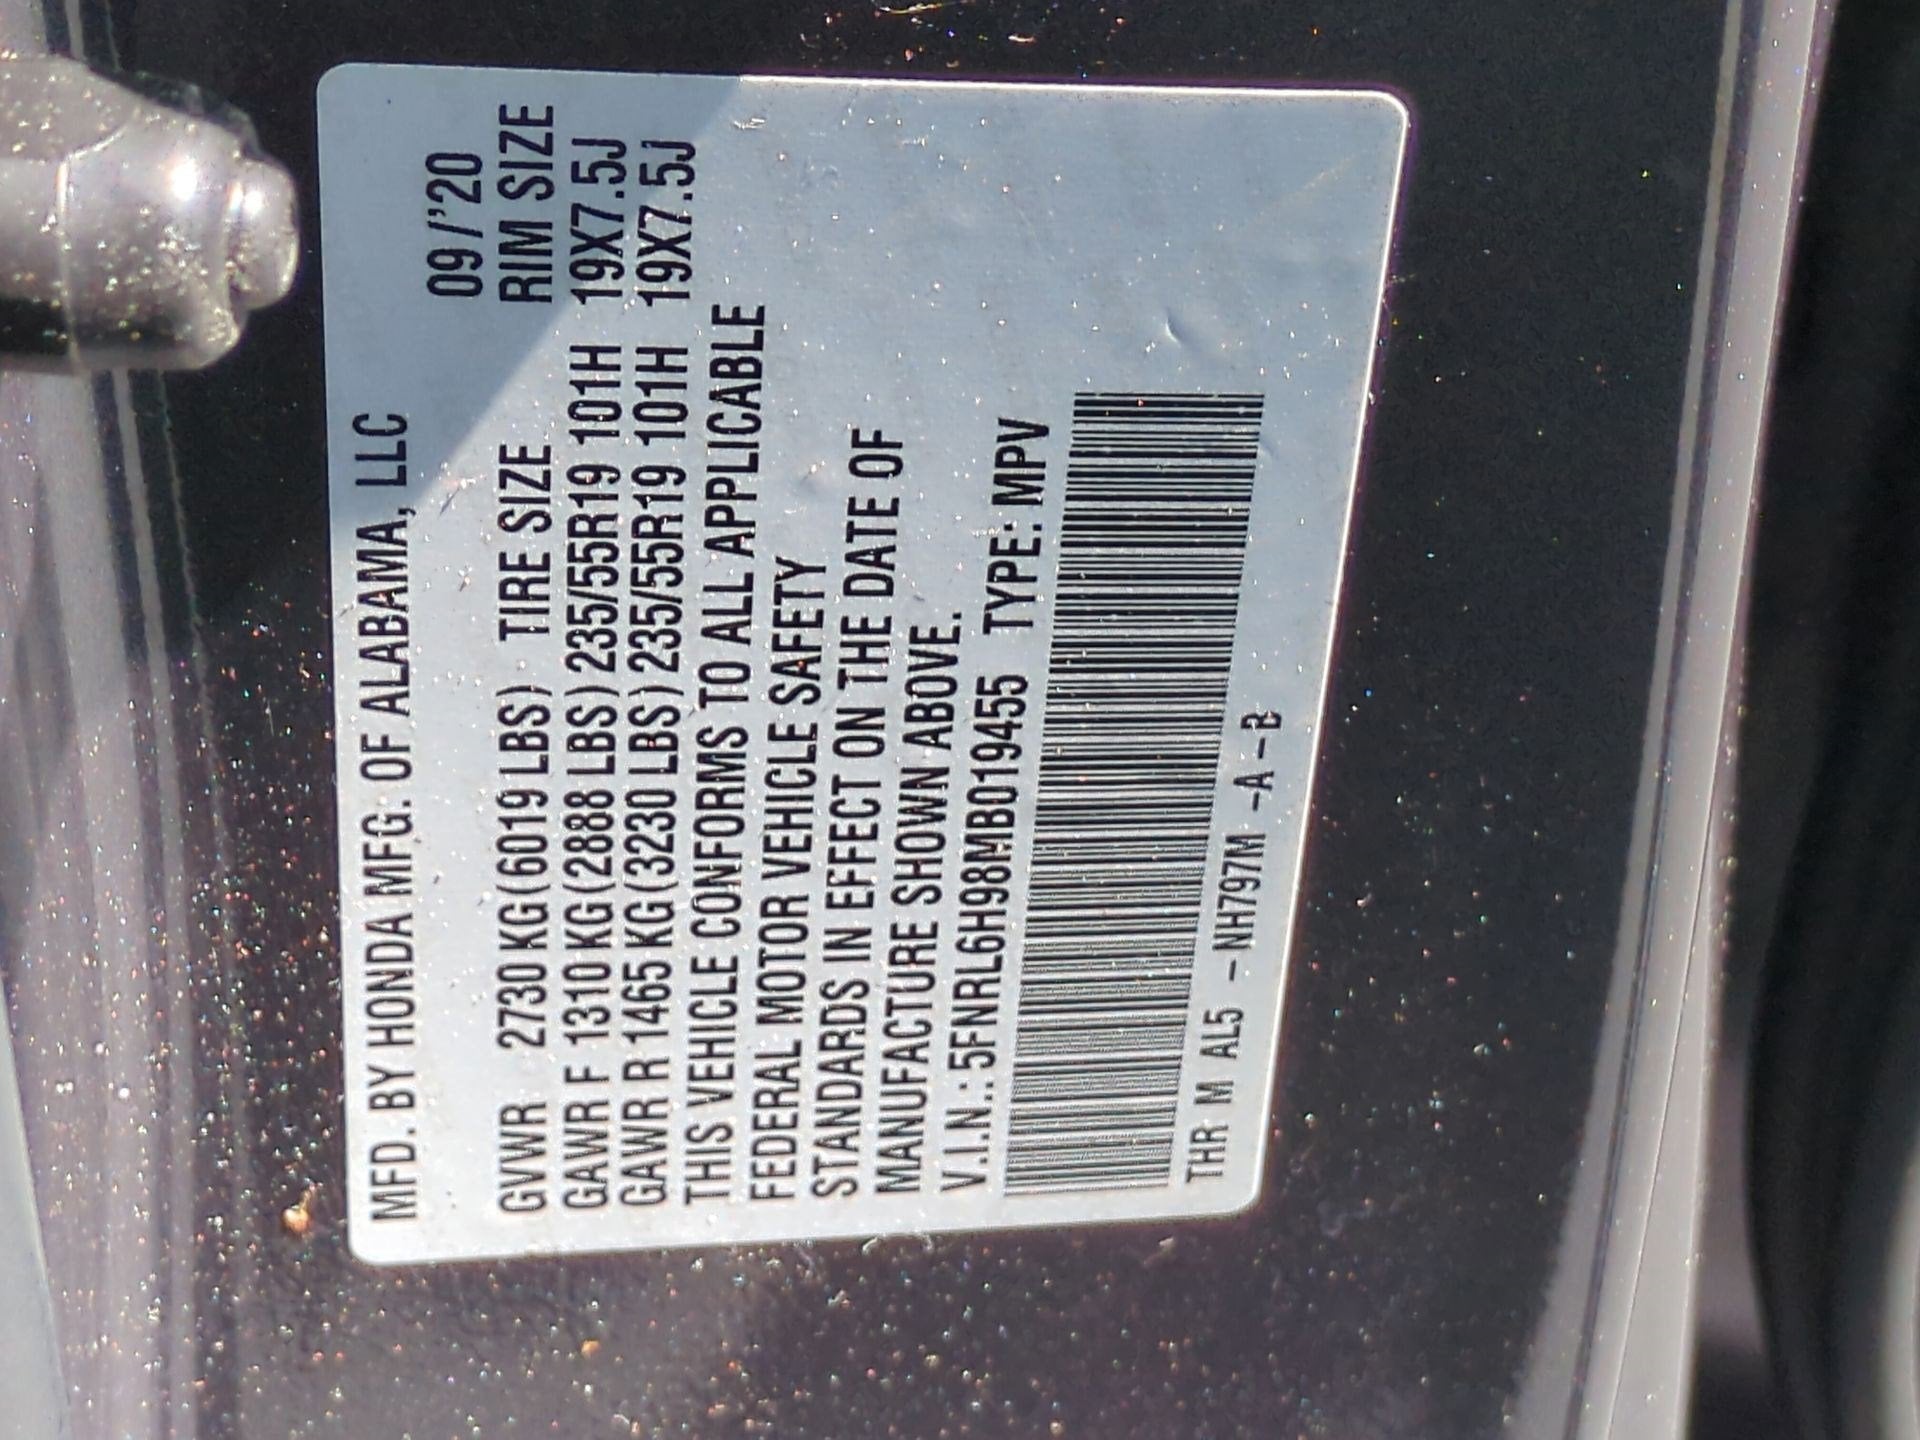 MFD. BY HONDA MFG. OF ALABAMA, LLC
09/'20
GVWR 2730 KG (6019 LBS) TIRE SIZE RIM SIZE
GAWR F 1310 KG (2888 LBS) 235/55R19 101H 19X7.5J
GAWR R 1465 KG (3230 LBS) 235/55R19 101H 19X7.5J
THIS VEHICLE CONFORMS TO ALL APPLICABLE
FEDERAL MOTOR VEHICLE SAFETY
STANDARDS IN EFFECT ON THE DATE OF
MANUFACTURE SHOWN ABOVE.
V.I.N.: 5FNRL6H98MB019455 TYPE: MPV
THR M AL5 -NH797M -A-B